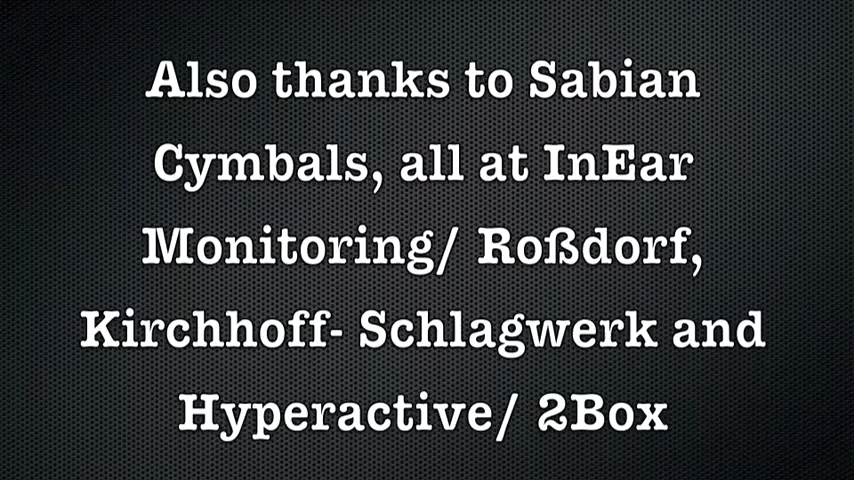 Also thanks to Sabian
Cymbals, all at InEar
Monitoring/ Roßdorf,
Kirchhoff- Schlagwerk and
Hyperactive/ 2Box